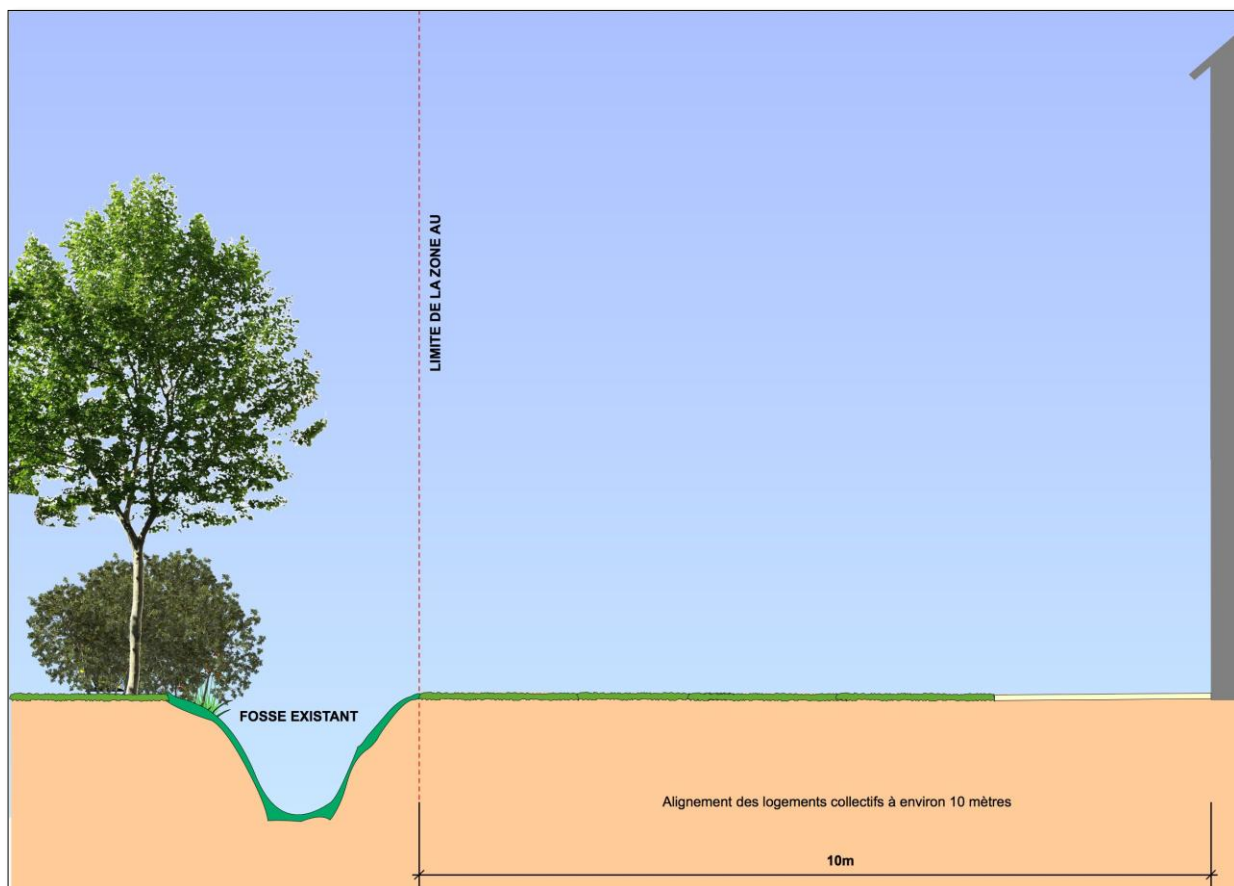 LIMITE DE LA ZONE AU
FOSSE EXISTANT
Alignement des logements collectifs à environ 10 mètres
10m